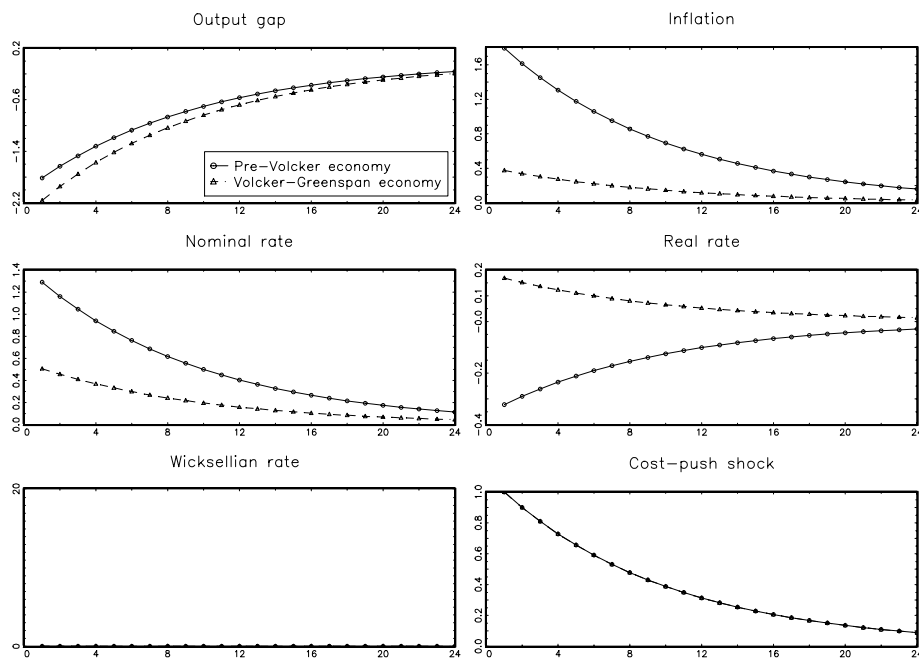 Output gap
0.2
−0.6
−1.4
−2.2
Pre−Volcker economy
Volcker−Greenspan economy
0 4 8 12 16 20 24
Inflation
1.6
1.2
0.8
0.4
0.0
0 4 8 12 16 20 24
Nominal rate
1.4
1.2
1.0
0.8
0.6
0.4
0.2
0.0
0 4 8 12 16 20 24
Real rate
0.2
0.1
−0.0
−0.2
−0.4
0 4 8 12 16 20 24
Wicksellian rate
20
0
0 4 8 12 16 20 24
Cost−push shock
1.0
0.8
0.6
0.4
0.2
0.0
0 4 8 12 16 20 24